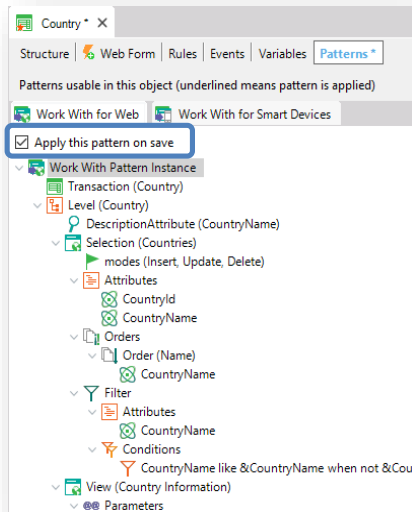 Country *
Structure Web Form Rules Events Variables Patterns *
Patterns usable in this object (underlined means pattern is applied)
Work With for Web Work With for Smart Devices
Apply this pattern on save
Work With Pattern Instance
Transaction (Country)
Level (Country)
DescriptionAttribute (CountryName)
Selection (Countries)
modes (Insert, Update, Delete)
Attributes
CountryId
CountryName
Orders
Order (Name)
CountryName
Filter
Attributes
CountryName
Conditions
CountryName like &CountryName when not &Cou
View (Country Information)
Parameters